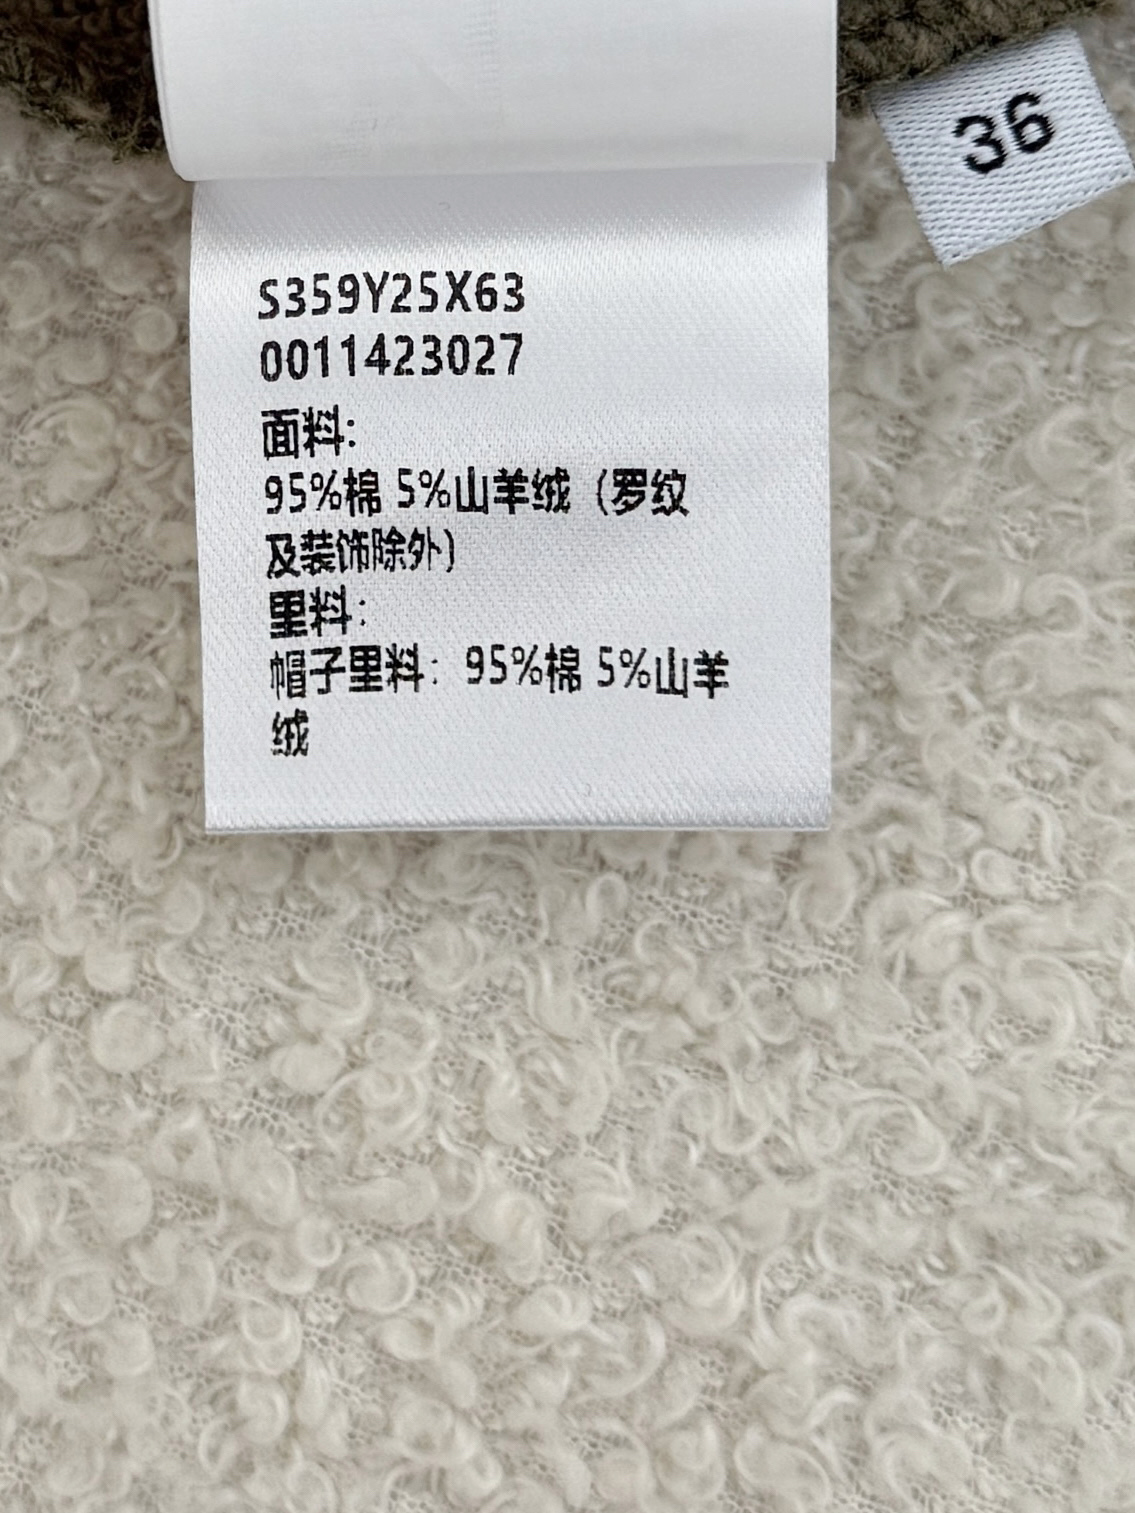 36
S359Y25X63
0011423027
面料:
95%棉 5%山羊绒（罗纹
及装饰除外）
里料:
帽子里料: 95%棉 5%山羊
绒